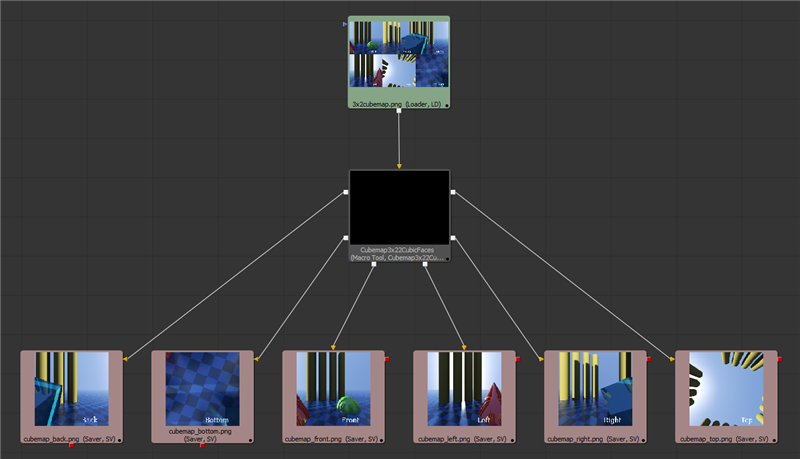 3x2cubemap.png (Loader, LD)
Cubemap3x22CubicFaces
(Macro Tool, Cubemap3x22Cu...
Back
Bottom
Front
Left
Right
Top
cubemap_back.png (Saver, SV)
cubemap_bottom.png
(Saver, SV)
cubemap_front.png (Saver, SV)
cubemap_left.png (Saver, SV)
cubemap_right.png (Saver, SV)
cubemap_top.png (Saver, SV)